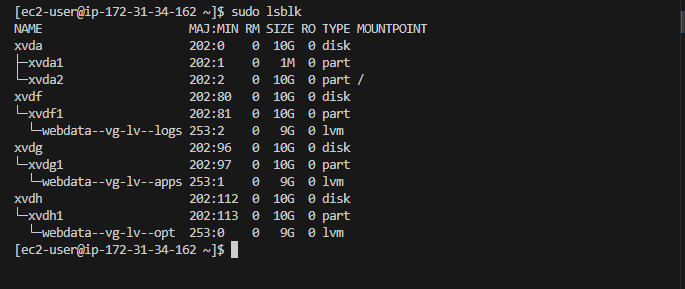 [ec2-user@ip-172-31-34-162 ~]$ sudo lsblk
NAME                      MAJ:MIN RM SIZE RO TYPE MOUNTPOINT
xvda                      202:0    0  10G  0 disk
├─xvda1                   202:1    0   1M  0 part
└─xvda2                   202:2    0  10G  0 part /
xvdf                      202:80   0  10G  0 disk
└─xvdf1                   202:81   0  10G  0 part
  └─webdata--vg-lv--logs 253:2    0   9G  0 lvm
xvdg                      202:96   0  10G  0 disk
└─xvdg1                   202:97   0  10G  0 part
  └─webdata--vg-lv--apps 253:1    0   9G  0 lvm
xvdh                      202:112  0  10G  0 disk
└─xvdh1                   202:113  0  10G  0 part
  └─webdata--vg-lv--opt  253:0    0   9G  0 lvm
[ec2-user@ip-172-31-34-162 ~]$